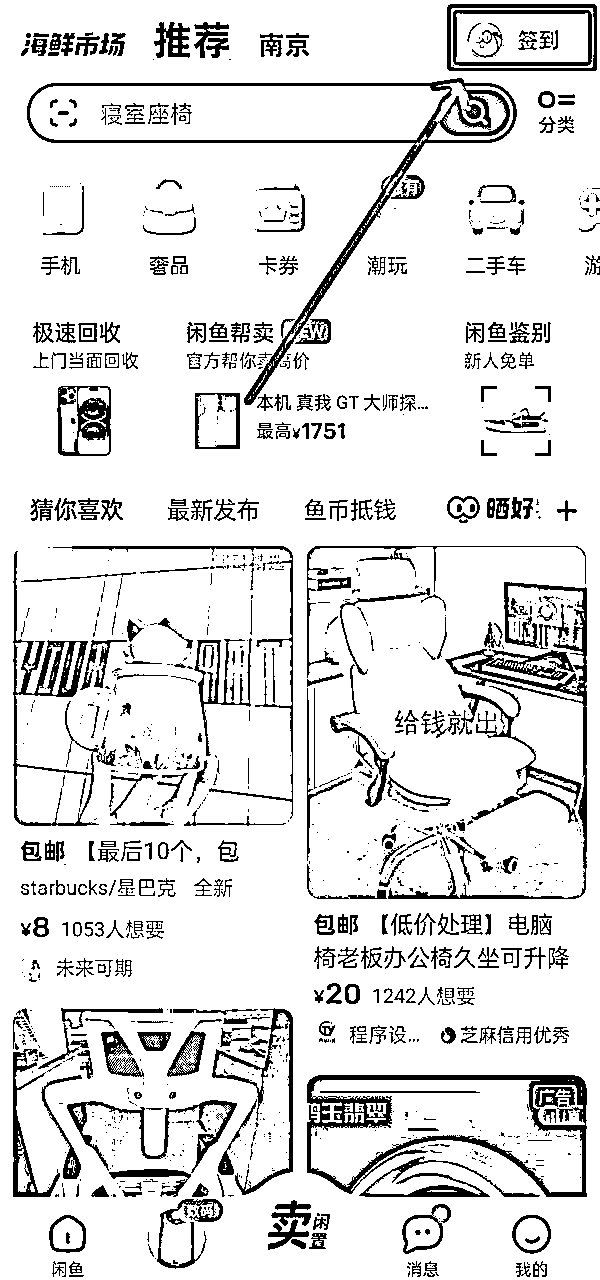 海鲜市场 推荐 南京 签到
寝室座椅
分类
手机 奢品 卡券 潮玩 二手车 游
极速回收 闲鱼帮卖 NEW 闲鱼鉴别
上门当面回收 官方帮你卖高价 新人免单
本机 真我 GT 大师探...
最高¥1751
猜你喜欢 最新发布 鱼币抵钱 晒好 +
给钱就出
包邮 【最后10个，包
starbucks/星巴克 全新
¥8 1053人想要
未来可期
包邮 【低价处理】电脑
椅老板办公椅久坐可升降
¥20 1242人想要
程序设... 芝麻信用优秀
玉翡翠 广告
闲鱼 卖闲置 消息 我的